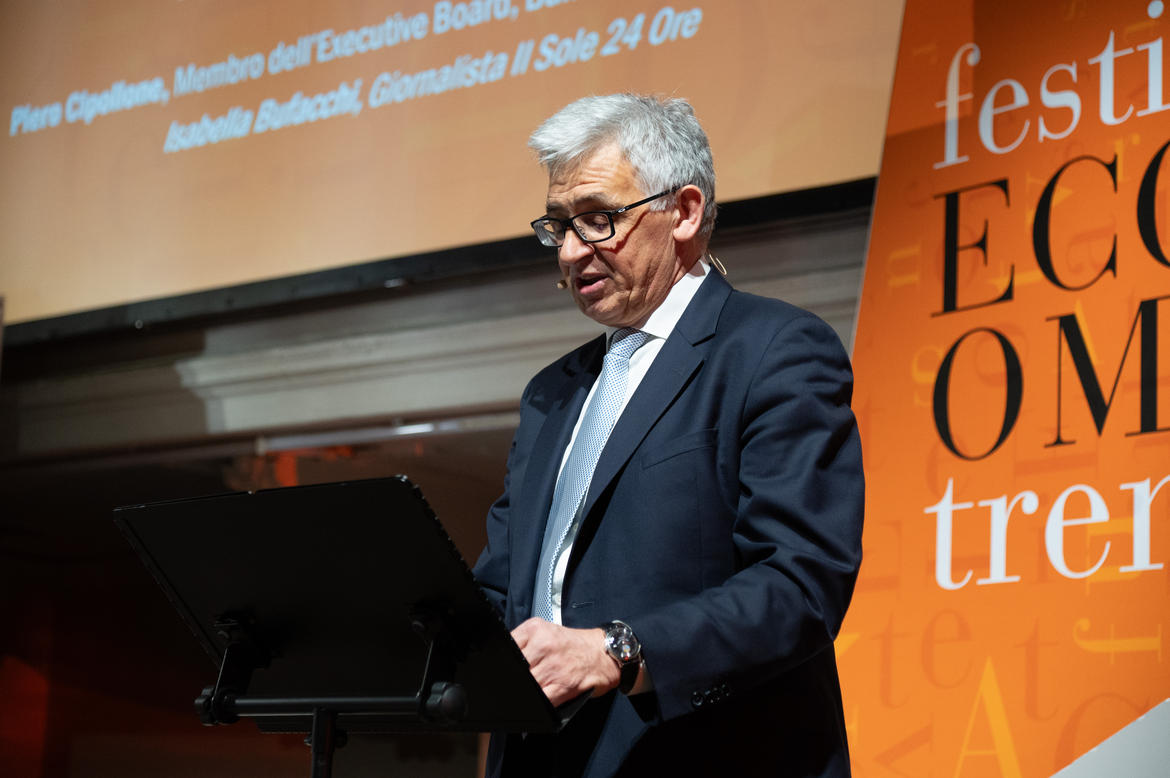 Piero Cipollone, Membro dell'Executive Board,
Isabella Bufacchi, Giornalista Il Sole 24 Ore
festi
ECO
OM
tren